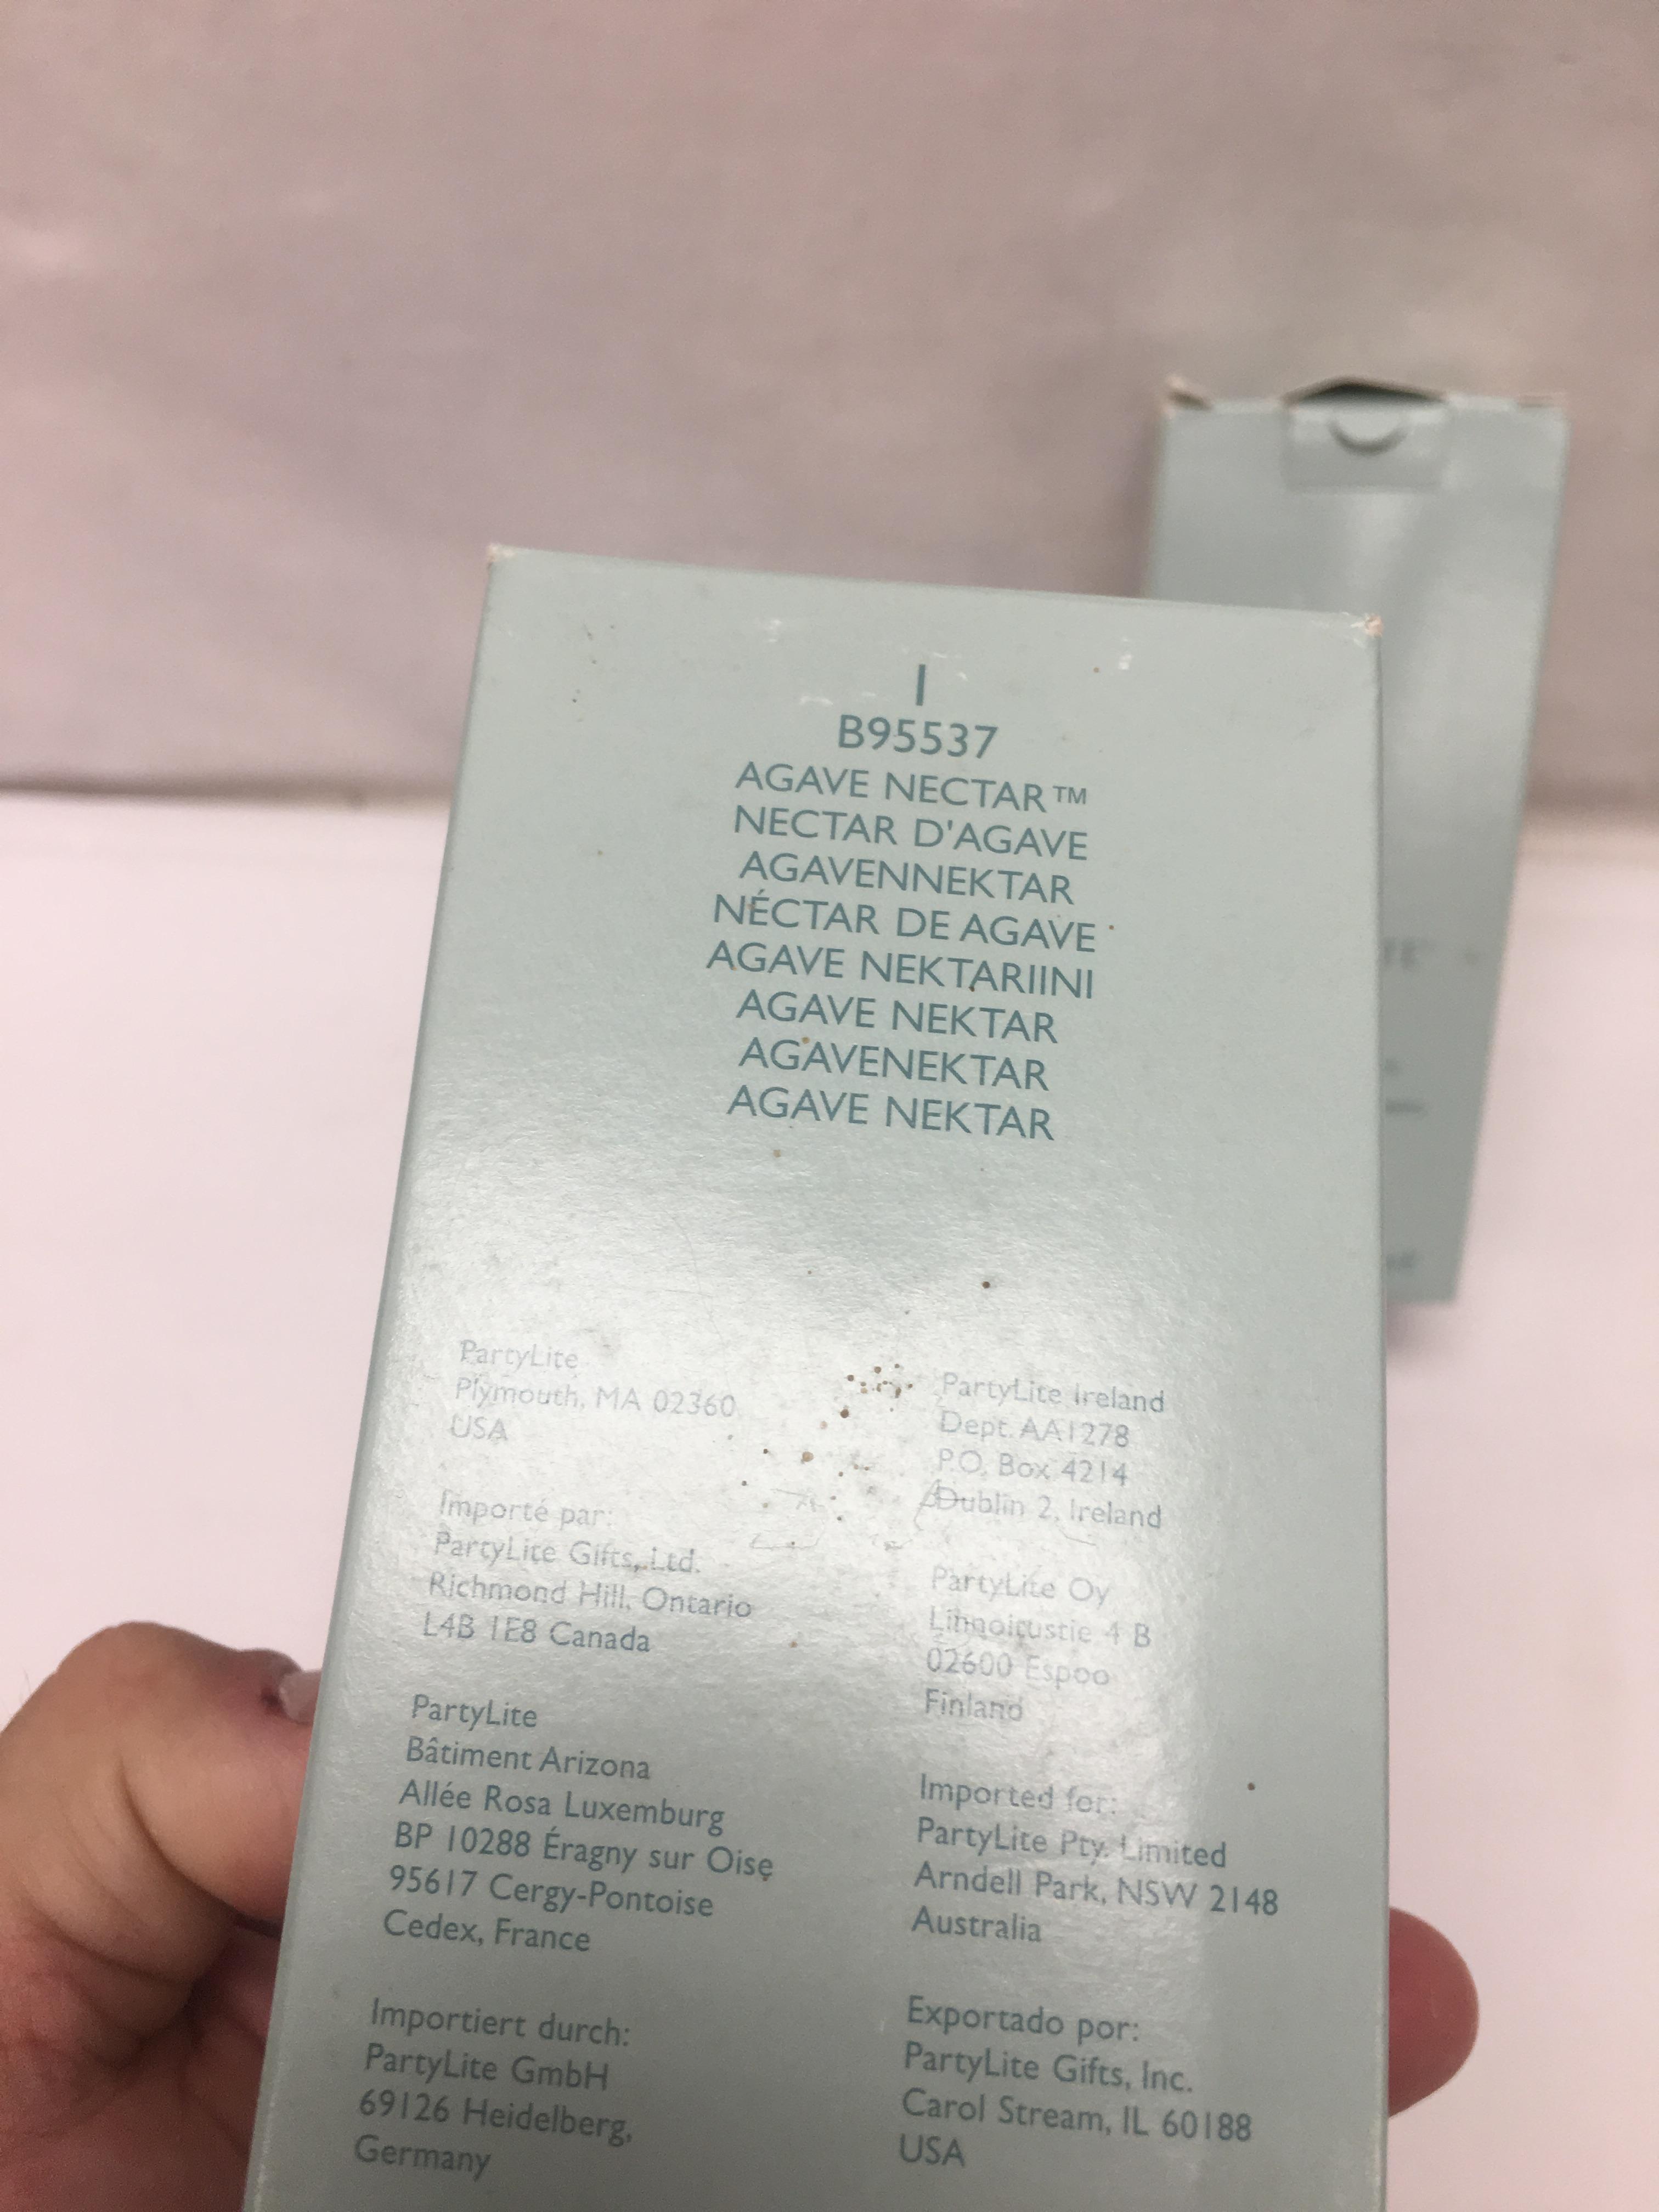 1
B95537
AGAVE NECTAR™
NECTAR D'AGAVE
AGAVENNEKTAR
NÉCTAR DE AGAVE
AGAVE NEKTARIINI
AGAVE NEKTAR
AGAVENEKTAR
AGAVE NEKTAR
PartyLite
Plymouth, MA 02360
USA
Importé par:
PartyLite Gifts, Ltd.
Richmond Hill, Ontario
L4B 1E8 Canada
PartyLite
Bâtiment Arizona
Allée Rosa Luxemburg
BP 10288 Éragny sur Oise
95617 Cergy-Pontoise
Cedex, France
Importiert durch:
PartyLite GmbH
69126 Heidelberg,
Germany
PartyLite Ireland
Dept. AA1278
P.O. Box 4214
Dublin 2, Ireland
PartyLite Oy
4 B
02600 Espoo
Finland
Imported for:
PartyLite Pty. Limited
Arndell Park, NSW 2148
Australia
Exportado por:
PartyLite Gifts, Inc.
Carol Stream, IL 60188
USA